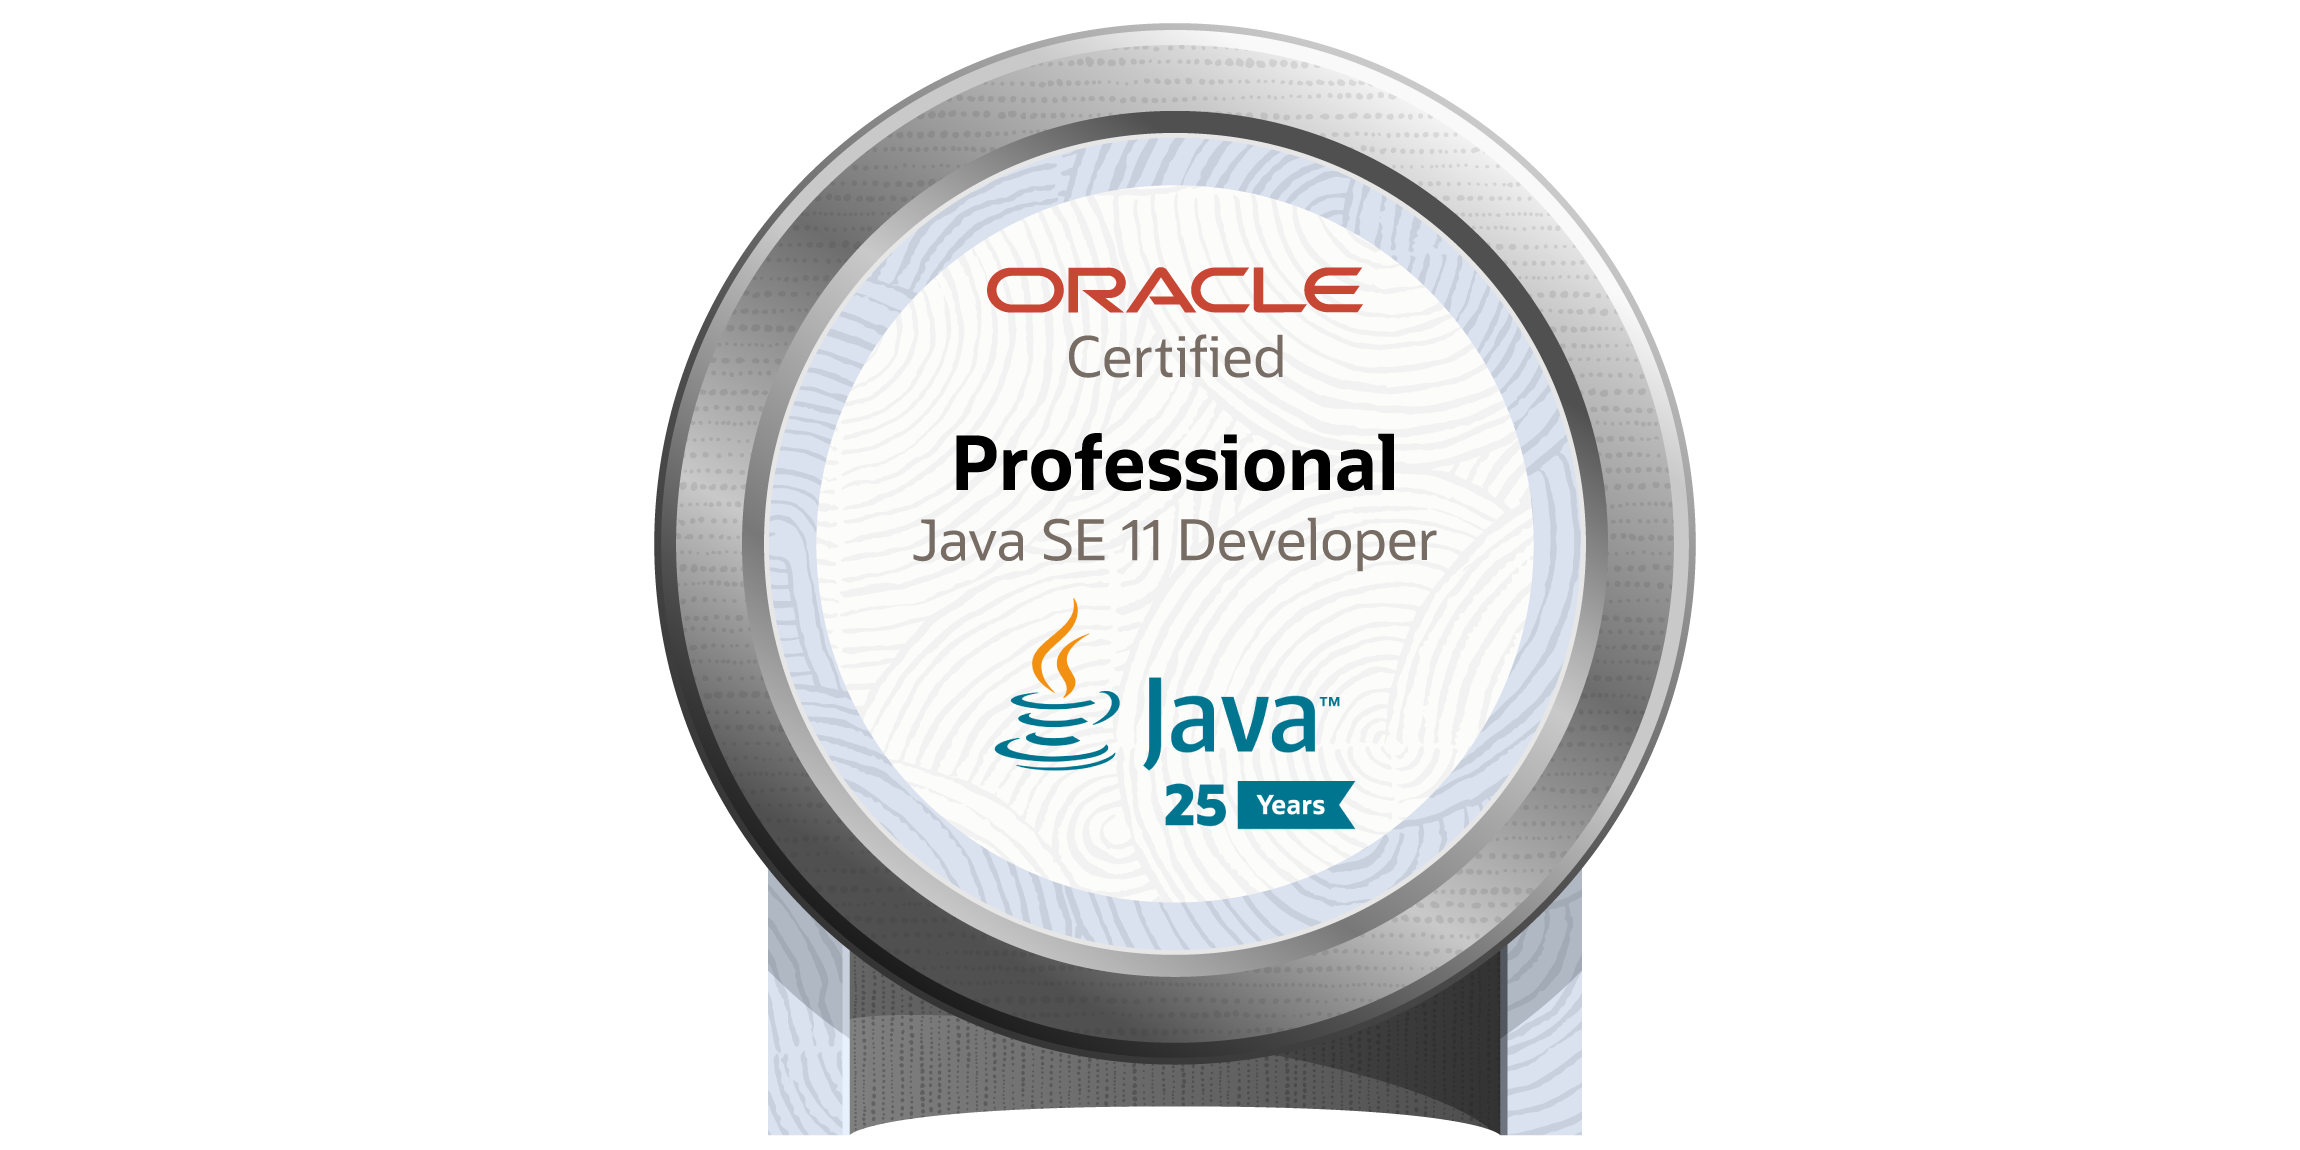 ORACLE
Certified
Professional
Java SE 11 Developer
Java™
25 Years